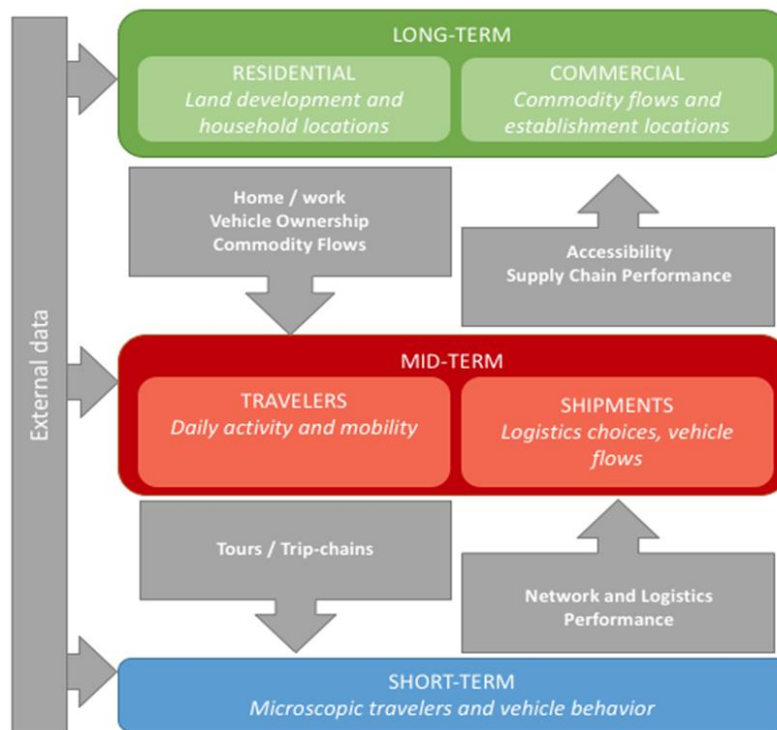 External data
LONG-TERM
RESIDENTIAL
Land development and
household locations
COMMERCIAL
Commodity flows and
establishment locations
Home / work
Vehicle Ownership
Commodity Flows
Accessibility
Supply Chain Performance
MID-TERM
TRAVELERS
Daily activity and mobility
SHIPMENTS
Logistics choices, vehicle
flows
Tours / Trip-chains
Network and Logistics
Performance
SHORT-TERM
Microscopic travelers and vehicle behavior